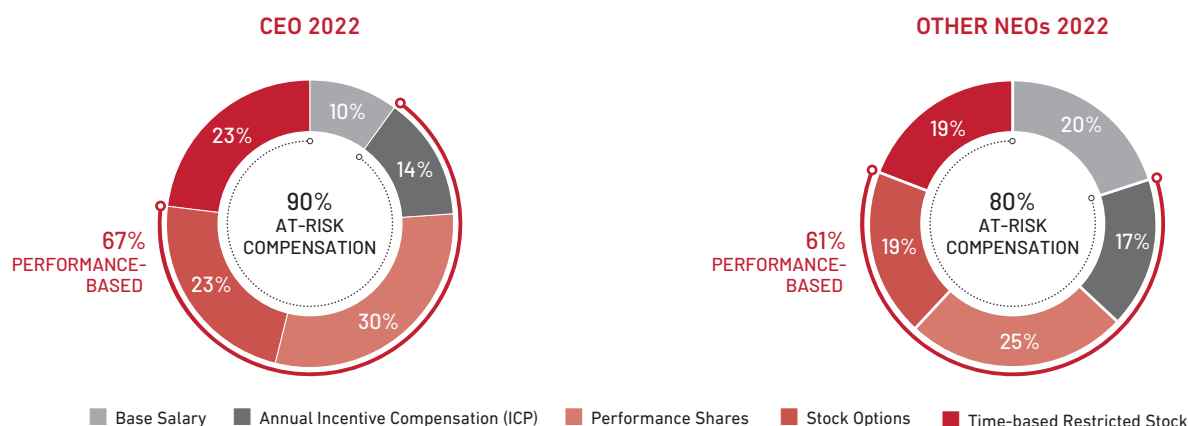 CEO 2022
10%
14%
30%
23%
23%
90%
AT-RISK
COMPENSATION
67%
PERFORMANCE-
BASED
OTHER NEOs 2022
20%
17%
25%
19%
19%
80%
AT-RISK
COMPENSATION
61%
PERFORMANCE-
BASED
Base Salary
Annual Incentive Compensation (ICP)
Performance Shares
Stock Options
Time-based Restricted Stock